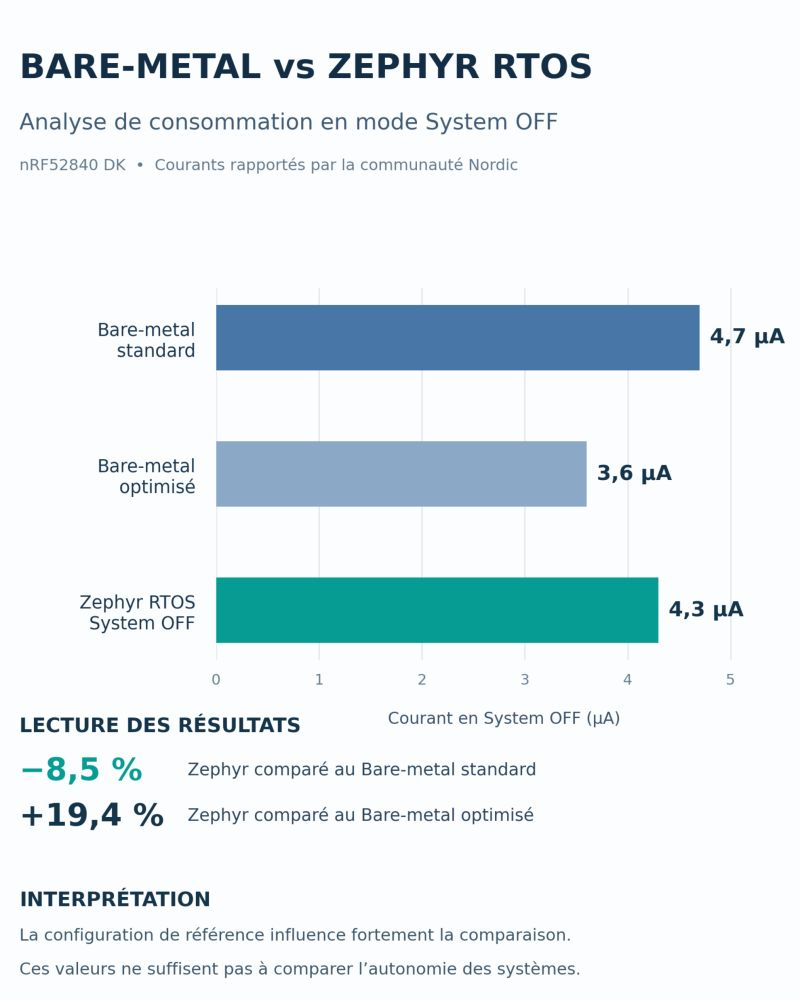 BARE-METAL vs ZEPHYR RTOS
Analyse de consommation en mode System OFF
nRF52840 DK • Courants rapportés par la communauté Nordic
Bare-metal
standard
4,7 µA
Bare-metal
optimisé
3,6 µA
Zephyr RTOS
System OFF
4,3 µA
0 1 2 3 4 5
Courant en System OFF (µA)
LECTURE DES RÉSULTATS
−8,5 % Zephyr comparé au Bare-metal standard
+19,4 % Zephyr comparé au Bare-metal optimisé
INTERPRÉTATION
La configuration de référence influence fortement la comparaison.
Ces valeurs ne suffisent pas à comparer l’autonomie des systèmes.